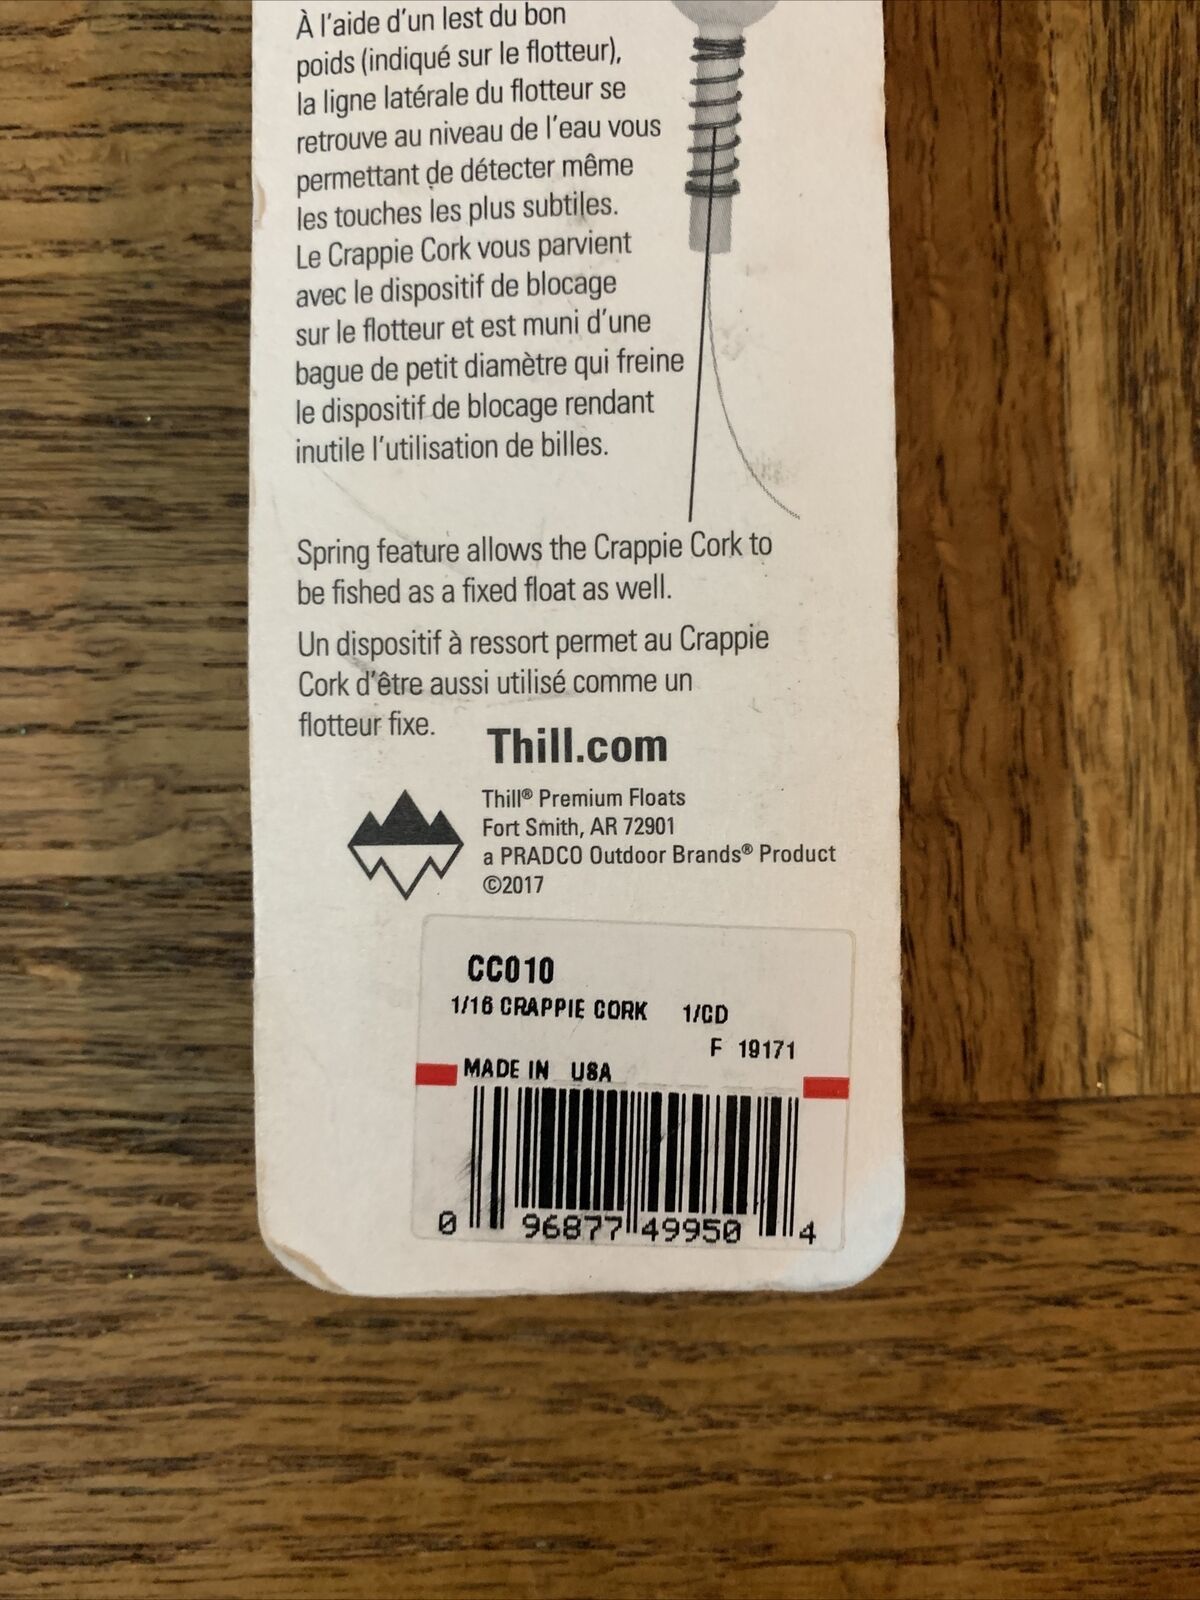 À l'aide d'un lest du bon
poids (indiqué sur le flotteur),
la ligne latérale du flotteur se
retrouve au niveau de l'eau vous
permettant de détecter même
les touches les plus subtiles.
Le Crappie Cork vous parvient
avec le dispositif de blocage
sur le flotteur et est muni d'une
bague de petit diamètre qui freine
le dispositif de blocage rendant
inutile l'utilisation de billes.
Spring feature allows the Crappie Cork to
be fished as a fixed float as well.
Un dispositif à ressort permet au Crappie
Cork d'être aussi utilisé comme un
flotteur fixe.
Thill.com
Thill® Premium Floats
Fort Smith, AR 72901
a PRADCO Outdoor Brands® Product
©2017
CC010
1/16 CRAPPIE CORK 1/CD
F 19171
MADE IN USA
0 96877 49950 4